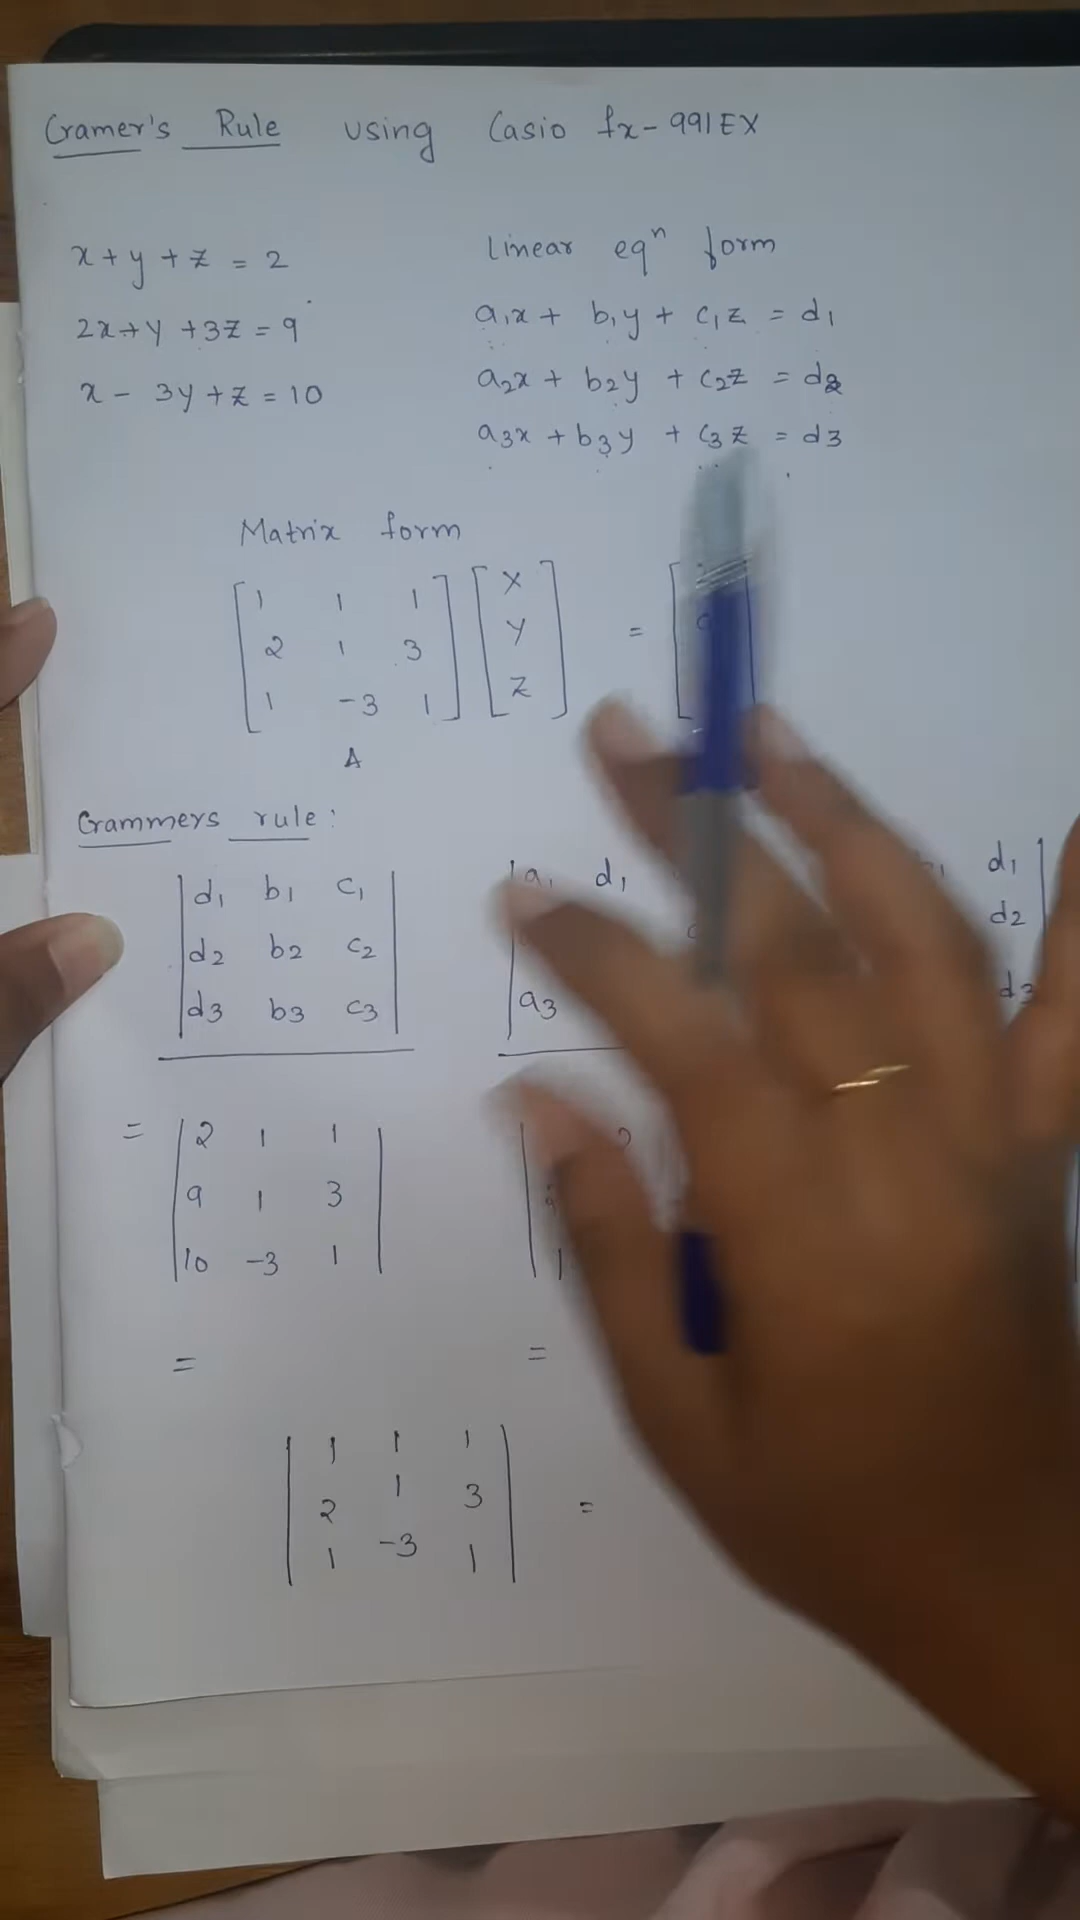 Cramer's Rule using Casio fx-991EX
x + y + z = 2
2x + y + 3z = 9
x - 3y + z = 10
Linear eqⁿ form
a₁x + b₁y + c₁z = d₁
a₂x + b₂y + c₂z = d₂
a₃x + b₃y + c₃z = d₃
Matrix form
1 1 1 X
2 1 3 Y =
1 -3 1 Z
A
Crammers rule:
d₁ b₁ c₁ a₁ d₁ d₁
d₂ b₂ c₂ d₂
d₃ b₃ c₃ a₃ d₃
= 2 1 1
9 1 3
10 -3 1
= =
1 1 1
2 1 3 =
1 -3 1